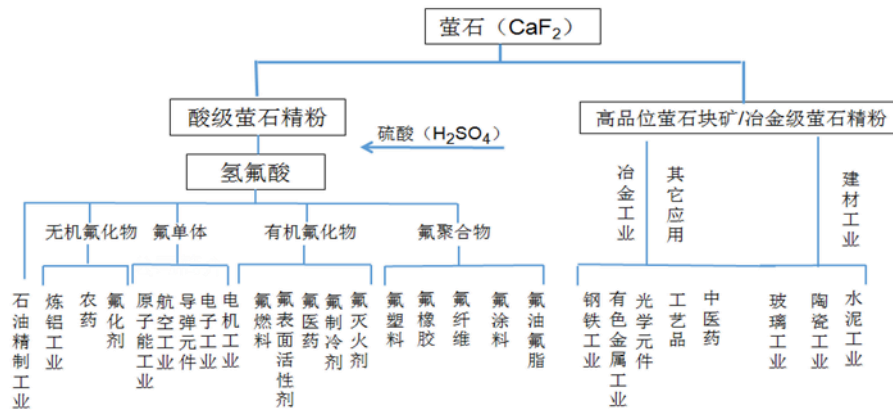 萤石（CaF₂）
酸级萤石精粉
高品位萤石块矿/冶金级萤石精粉
硫酸（H₂SO₄）
氢氟酸
冶金工业
其它应用
建材工业
无机氟化物
氟单体
有机氟化物
氟聚合物
石油精制工业
炼铝工业
农药
氟化剂
原子能工业
航空工业
导弹元件
电子工业
电机工业
氟燃料
氟表面活性剂
氟医药
氟制冷剂
氟灭火剂
氟塑料
氟橡胶
氟纤维
氟涂料
氟油氟脂
钢铁工业
有色金属工业
光学元件
工艺品
中医药
玻璃工业
陶瓷工业
水泥工业